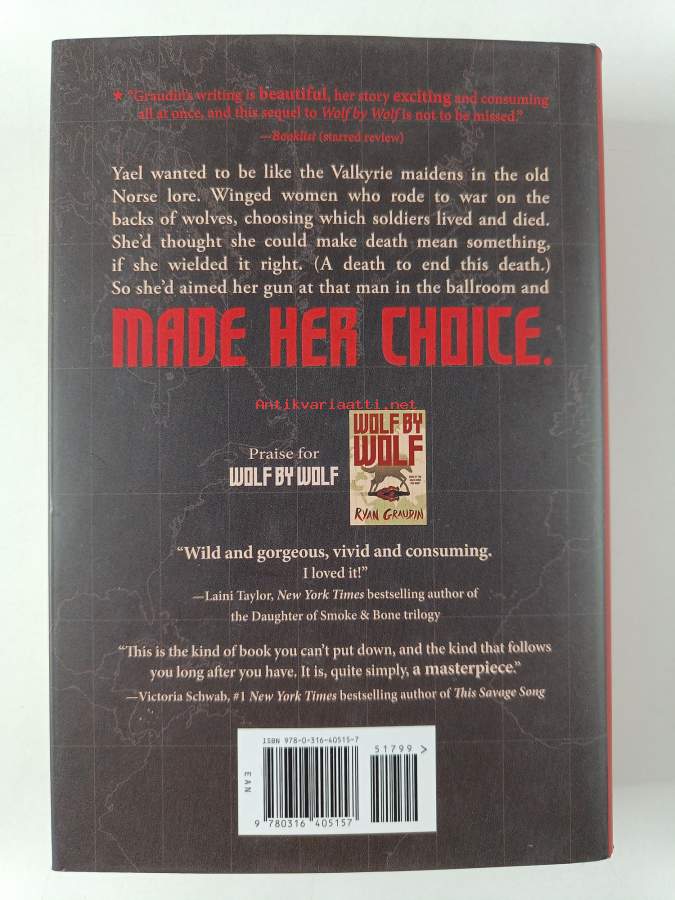 ★ “Graudin’s writing is beautiful, her story exciting and consuming
all at once, and this sequel to Wolf by Wolf is not to be missed.”
—Booklist (starred review)
Yael wanted to be like the Valkyrie maidens in the old
Norse lore. Winged women who rode to war on the
backs of wolves, choosing which soldiers lived and died.
She’d thought she could make death mean something,
if she wielded it right. (A death to end this death.)
So she’d aimed her gun at that man in the ballroom and
MADE HER CHOICE.
Antikvariaatti.net
Praise for
WOLF BY WOLF
WOLF BY
WOLF
RYAN GRAUDIN
“Wild and gorgeous, vivid and consuming.
I loved it!”
—Laini Taylor, New York Times bestselling author of
the Daughter of Smoke & Bone trilogy
“This is the kind of book you can’t put down, and the kind that follows
you long after you have. It is, quite simply, a masterpiece.”
—Victoria Schwab, #1 New York Times bestselling author of This Savage Song
ISBN 978-0-316-40515-7
51799 >
EAN
9 780316 405157